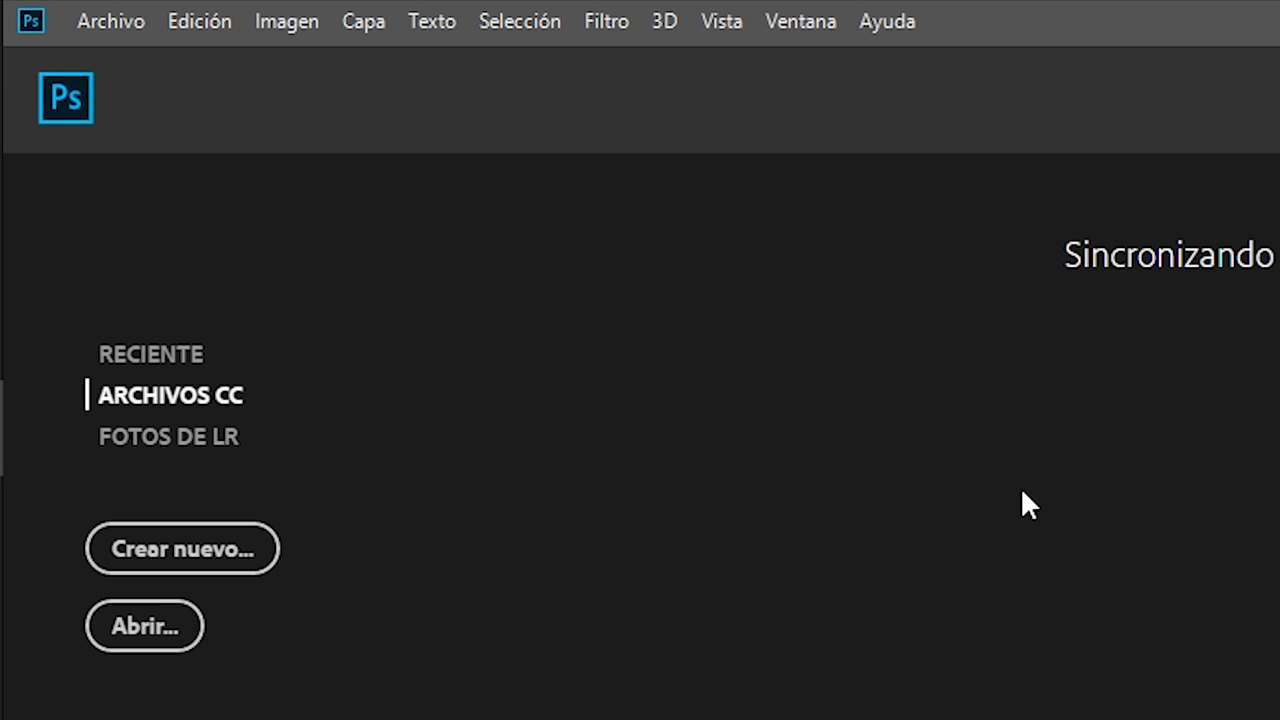 Ps Archivo Edición Imagen Capa Texto Selección Filtro 3D Vista Ventana Ayuda
Ps
Sincronizando
RECIENTE
ARCHIVOS CC
FOTOS DE LR
Crear nuevo...
Abrir...